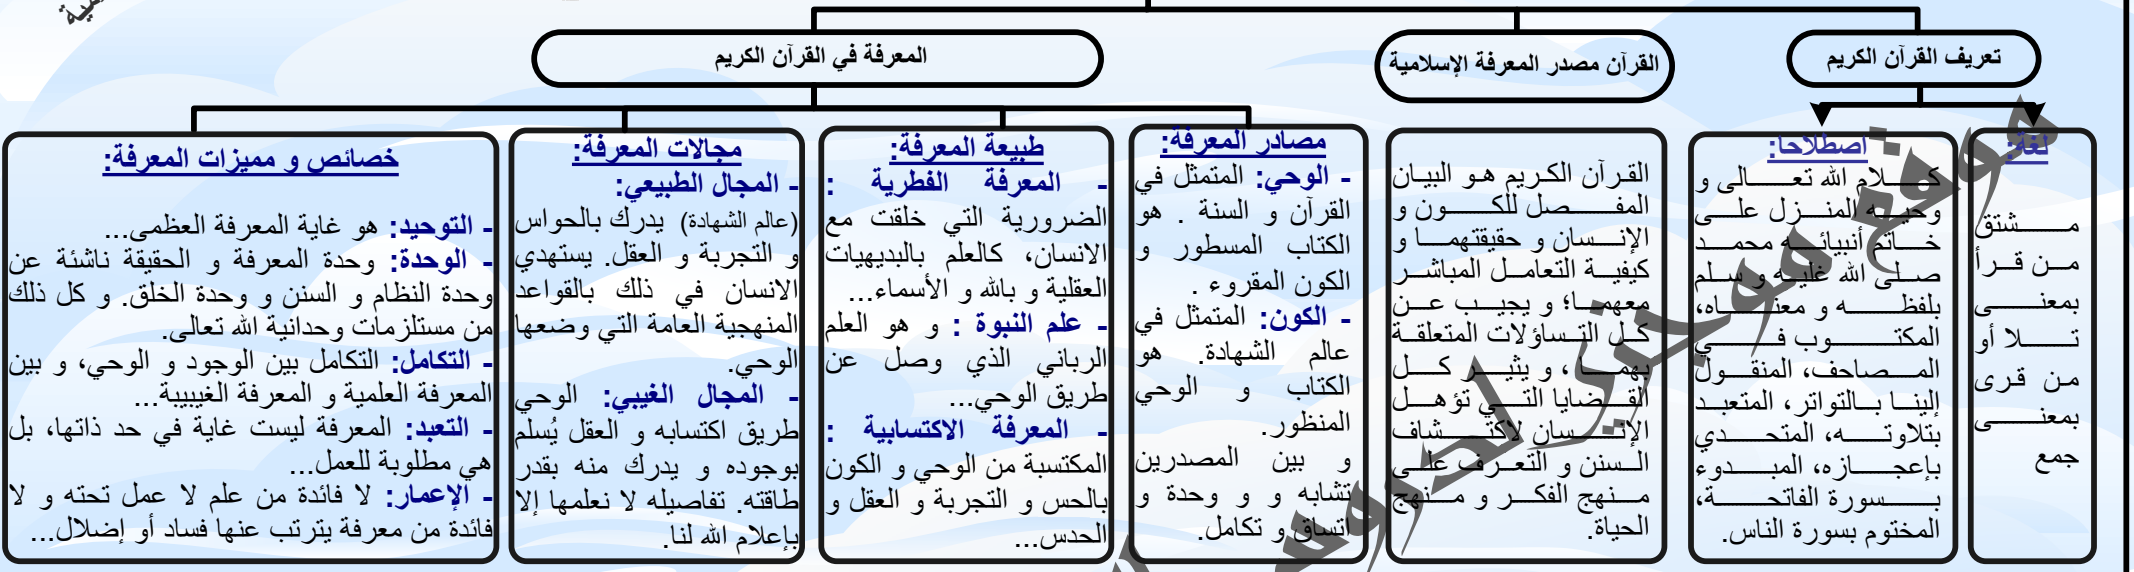 تعريف القرآن الكريم
القرآن مصدر المعرفة الإسلامية
المعرفة في القرآن الكريم
لغة:
مشتق
من قرأ
بمعنى
تلا أو
من قرى
بمعنى
جمع
اصطلاحا:
كلام الله تعالى و
وحيه المنزل على
خاتم أنبيائه محمد
صلى الله غليه و سلم
بلفظه و معناه،
المكتوب في
المصاحف، المنقول
إلينا بالتواتر، المتعبد
بتلاوته، المتحدي
بإعجازه، المبدوء
بسورة الفاتحة،
المختوم بسورة الناس.
القرآن الكريم هو البيان
المفصل للكون و
الإنسان و حقيقتهما و
كيفية التعامل المباشر
معهما؛ و يجيب عن
كل التساؤلات المتعلقة
بهما، و يثير كل
القضايا التي تؤهل
الإنسان لاكتشاف
السنن و التعرف على
منهج الفكر و منهج
الحياة.
مصادر المعرفة:
- الوحي: المتمثل في
القرآن و السنة . هو
الكتاب المسطور و
الكون المقروء .
- الكون: المتمثل في
عالم الشهادة. هو
الكتاب و الوحي
المنظور.
و بين المصدرين
تشابه و و وحدة و
اتساق و تكامل.
طبيعة المعرفة:
- المعرفة الفطرية :
الضرورية التي خلقت مع
الانسان، كالعلم بالبديهيات
العقلية و بالله و الأسماء...
- علم النبوة : و هو العلم
الرباني الذي وصل عن
طريق الوحي...
- المعرفة الاكتسابية :
المكتسبة من الوحي و الكون
بالحس و التجربة و العقل و
الحدس...
مجالات المعرفة:
- المجال الطبيعي:
(عالم الشهادة) يدرك بالحواس
و التجربة و العقل. يستهدي
الانسان في ذلك بالقواعد
المنهجية العامة التي وضعها
الوحي.
- المجال الغيبي: الوحي
طريق اكتسابه و العقل يُسلم
بوجوده و يدرك منه بقدر
طاقته. تفاصيله لا نعلمها إلا
بإعلام الله لنا.
خصائص و مميزات المعرفة:
- التوحيد: هو غاية المعرفة العظمى...
- الوحدة: وحدة المعرفة و الحقيقة ناشئة عن
وحدة النظام و السنن و وحدة الخلق. و كل ذلك
من مستلزمات وحدانية الله تعالى.
- التكامل: التكامل بين الوجود و الوحي، و بين
المعرفة العلمية و المعرفة الغيبيبة...
- التعبد: المعرفة ليست غاية في حد ذاتها، بل
هي مطلوبة للعمل...
- الإعمار: لا فائدة من علم لا عمل تحته و لا
فائدة من معرفة يترتب عنها فساد أو إضلال...